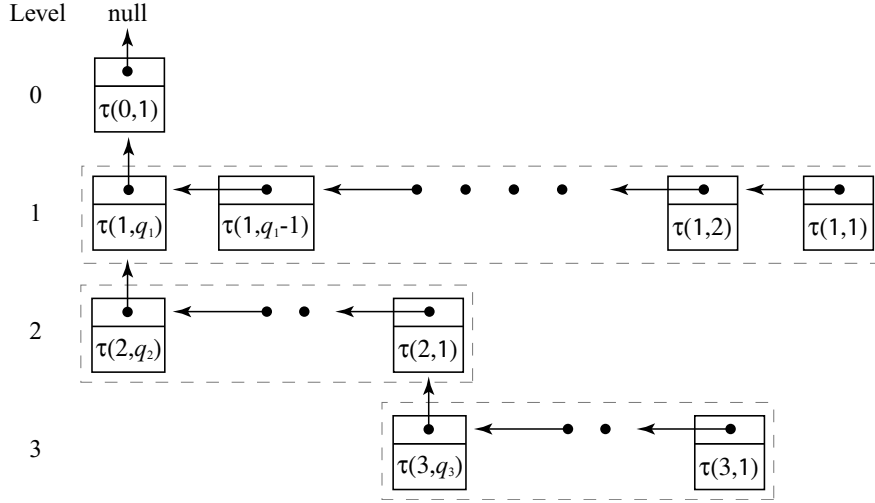 Level null
0
τ(0,1)
1
τ(1,q₁) τ(1,q₁-1) τ(1,2) τ(1,1)
2
τ(2,q₂) τ(2,1)
3
τ(3,q₃) τ(3,1)